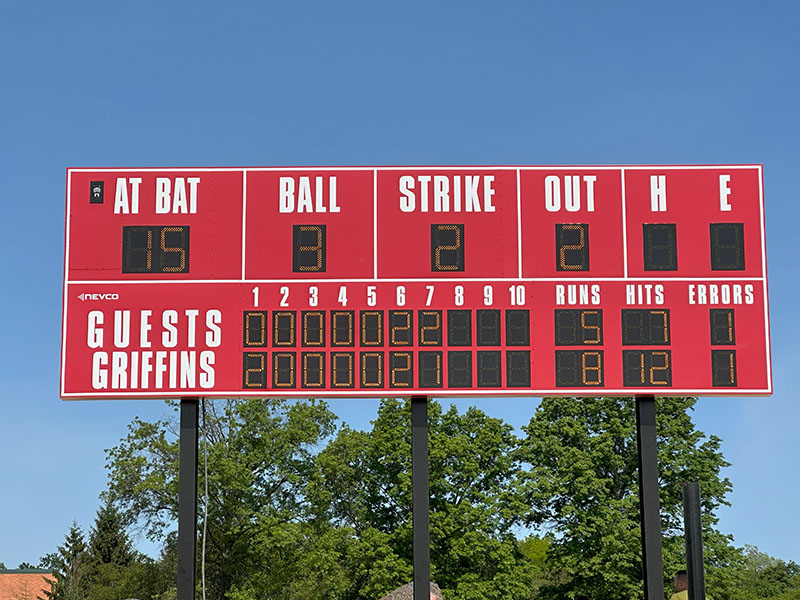 AT BAT BALL STRIKE OUT H E
15 3 2 2
NEVCO 1 2 3 4 5 6 7 8 9 10 RUNS HITS ERRORS
GUESTS 0 0 0 0 0 2 2 5 7 1
GRIFFINS 2 0 0 0 0 2 1 8 12 1